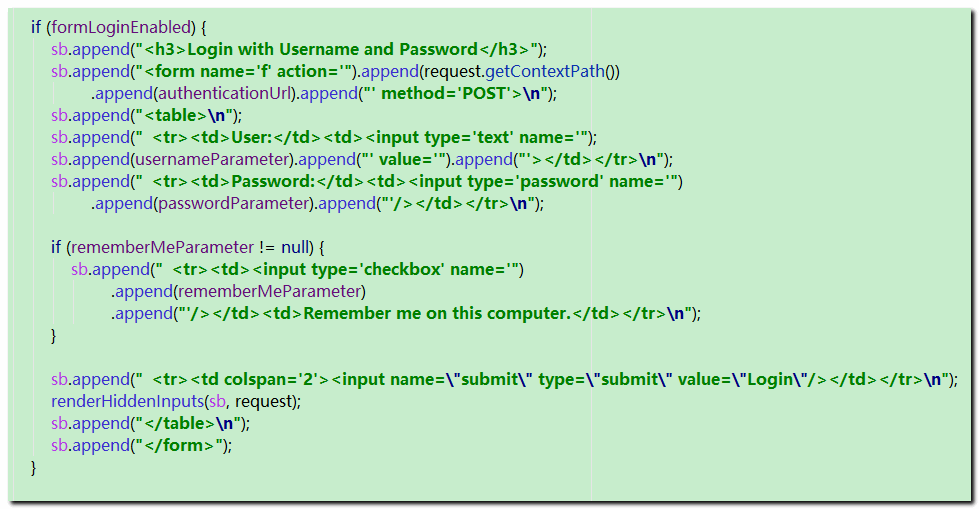 if (formLoginEnabled) {
    sb.append("<h3>Login with Username and Password</h3>");
    sb.append("<form name='f' action='").append(request.getContextPath())
            .append(authenticationUrl).append("' method='POST'>\n");
    sb.append("<table>\n");
    sb.append("  <tr><td>User:</td><td><input type='text' name='");
    sb.append(usernameParameter).append("' value='").append("'></td></tr>\n");
    sb.append("  <tr><td>Password:</td><td><input type='password' name='")
            .append(passwordParameter).append("'/></td></tr>\n");

    if (rememberMeParameter != null) {
        sb.append("  <tr><td><input type='checkbox' name='")
                .append(rememberMeParameter)
                .append("'/></td><td>Remember me on this computer.</td></tr>\n");
    }

    sb.append("  <tr><td colspan='2'><input name=\"submit\" type=\"submit\" value=\"Login\"/></td></tr>\n");
    renderHiddenInputs(sb, request);
    sb.append("</table>\n");
    sb.append("</form>");
}